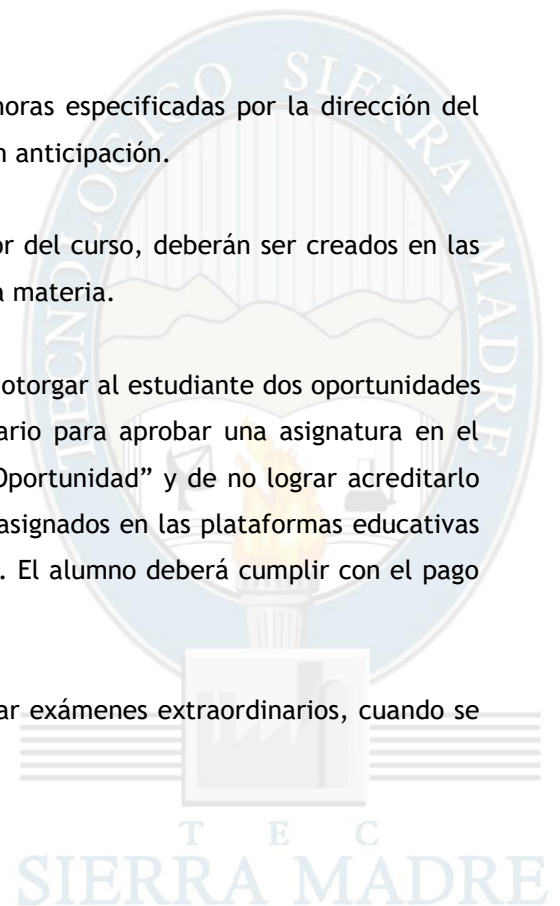 horas especificadas por la dirección del
anticipación.
or del curso, deberán ser creados en las
materia.
otorgar al estudiante dos oportunidades
ario para aprobar una asignatura en el
Oportunidad” y de no lograr acreditarlo
asignados en las plataformas educativas
. El alumno deberá cumplir con el pago
ar exámenes extraordinarios, cuando se
TECNOLOGICO SIERRA MADRE
T E C
SIERRA MADRE